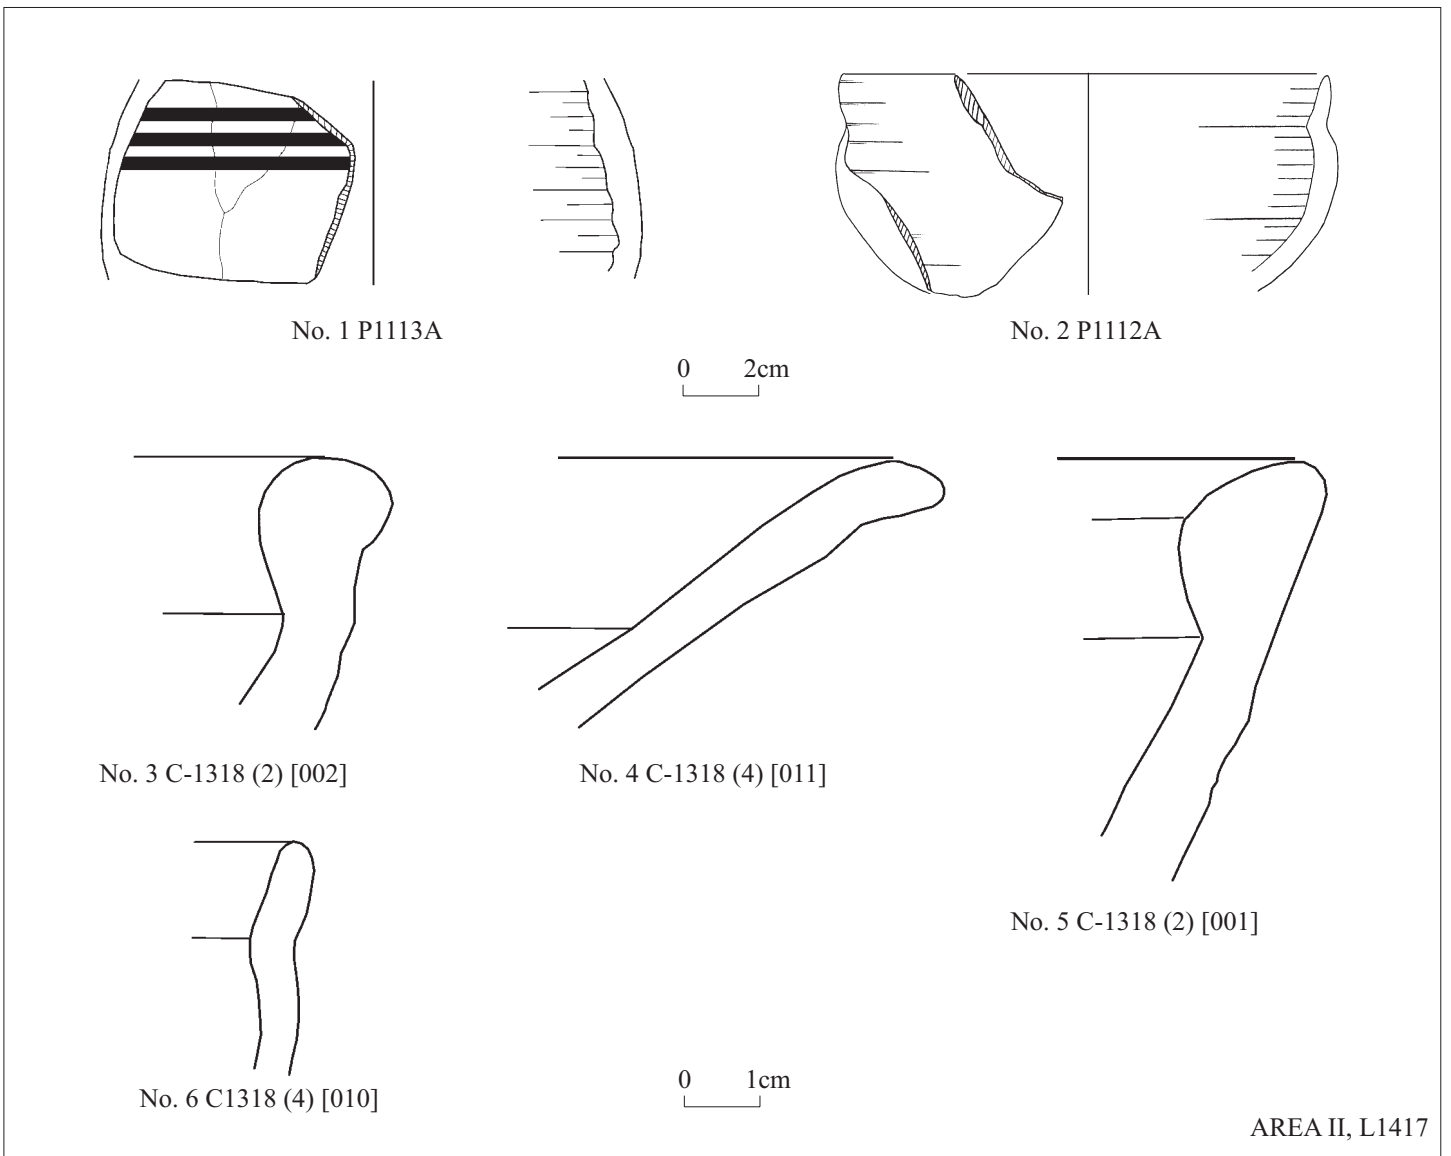 No. 1 P1113A
No. 2 P1112A
0 2cm
No. 3 C-1318 (2) [002]
No. 4 C-1318 (4) [011]
No. 5 C-1318 (2) [001]
No. 6 C1318 (4) [010]
0 1cm
AREA II, L1417